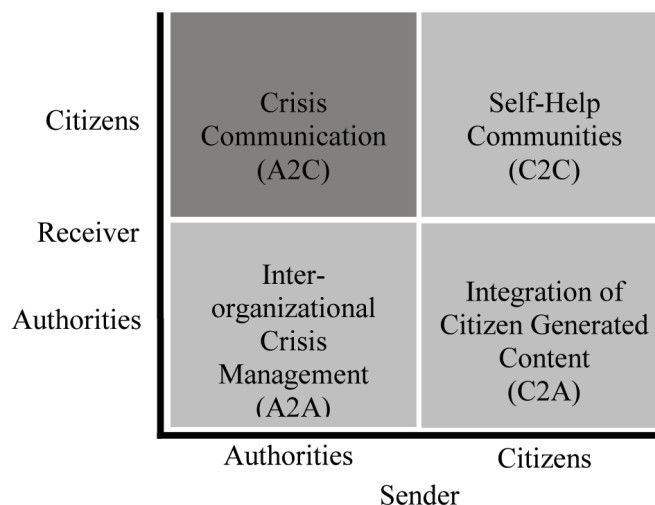 Crisis
Communication
(A2C)
Self-Help
Communities
(C2C)
Citizens
Receiver
Authorities
Inter-
organizational
Crisis
Management
(A2A)
Integration of
Citizen Generated
Content
(C2A)
Authorities
Citizens
Sender